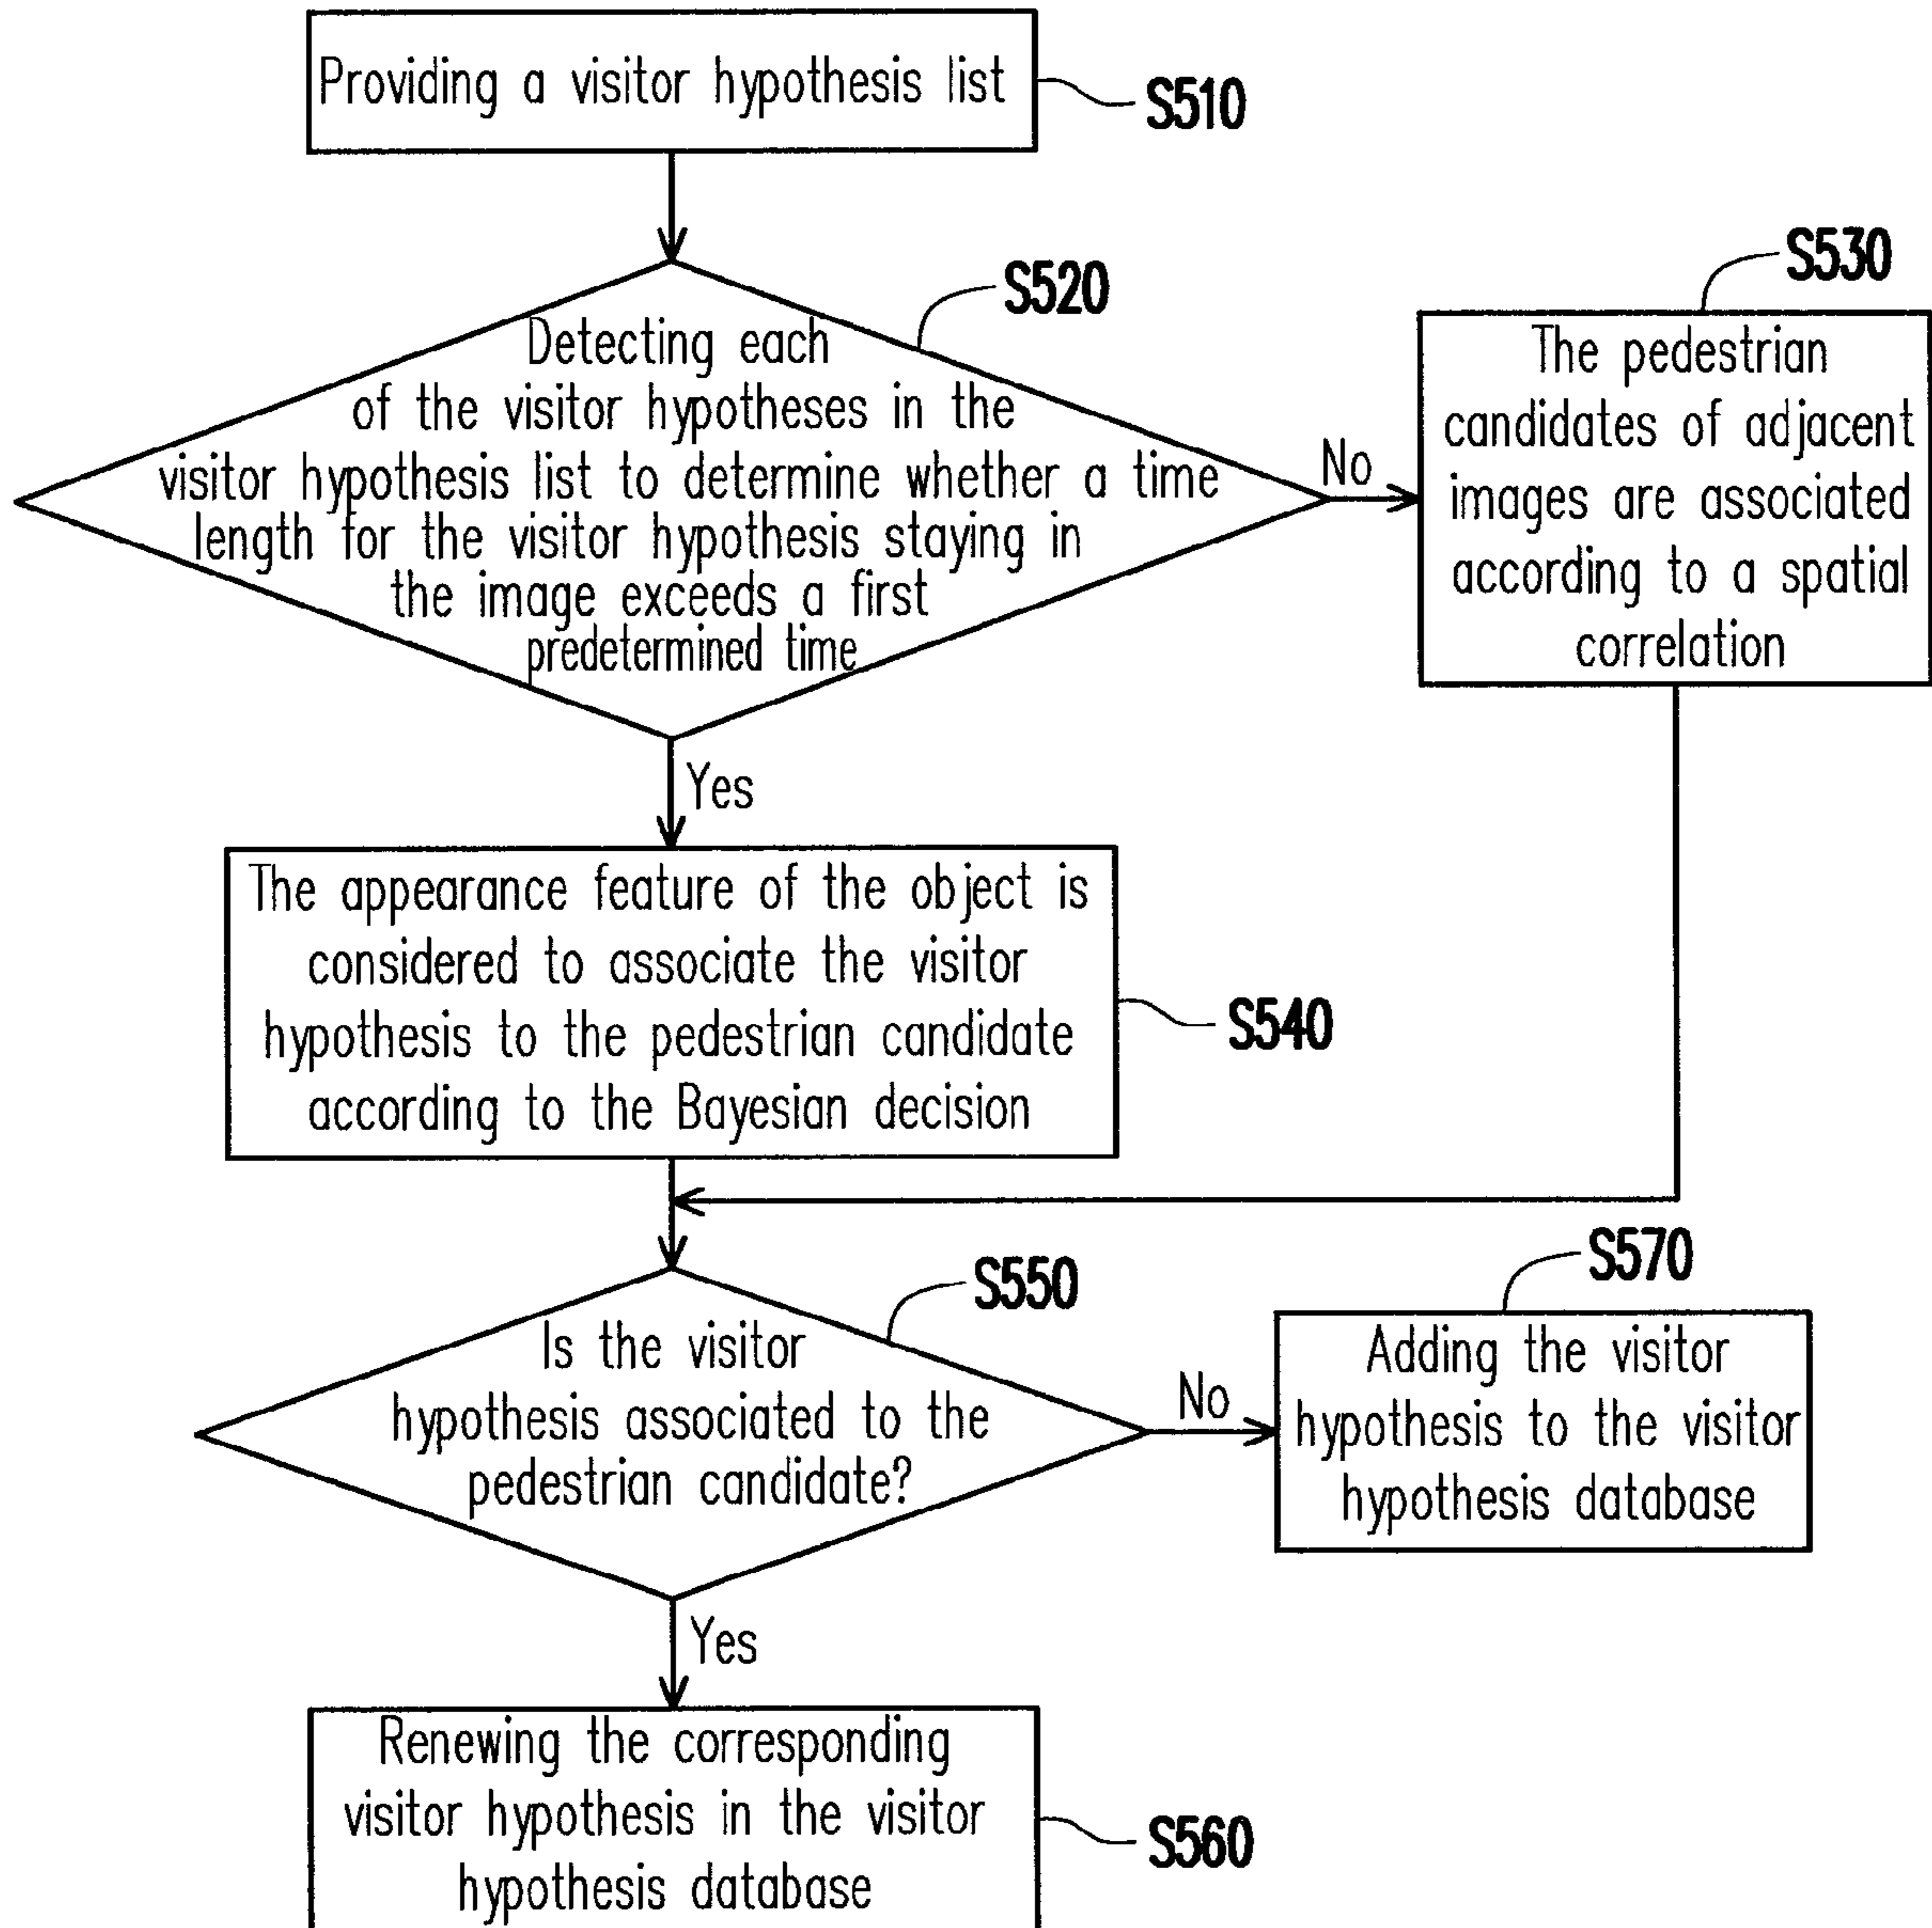 Providing a visitor hypothesis list
S510
S520
Detecting each
of the visitor hypotheses in the
visitor hypothesis list to determine whether a time
length for the visitor hypothesis staying in
the image exceeds a first
predetermined time
No
S530
The pedestrian
candidates of adjacent
images are associated
according to a spatial
correlation
Yes
The appearance feature of the object is
considered to associate the visitor
hypothesis to the pedestrian candidate
according to the Bayesian decision
S540
S550
Is the visitor
hypothesis associated to the
pedestrian candidate?
No
S570
Adding the visitor
hypothesis to the visitor
hypothesis database
Yes
Renewing the corresponding
visitor hypothesis in the visitor
hypothesis database
S560